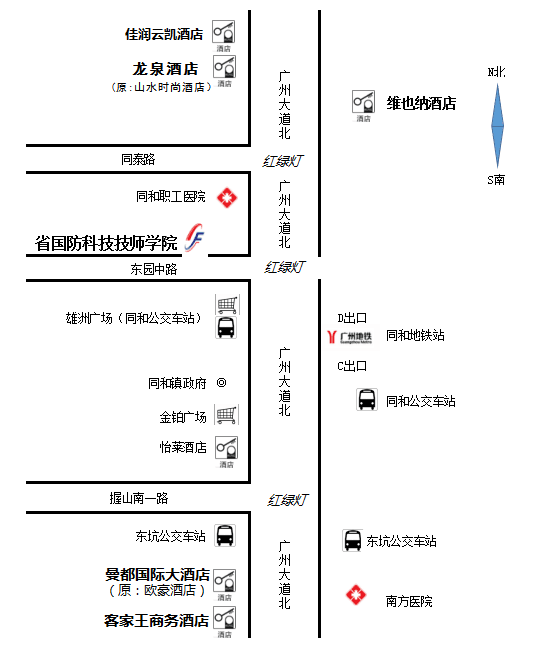 佳润云凯酒店
酒店
龙泉酒店
酒店
(原:山水时尚酒店)
广州大道北
酒店
维也纳酒店
N北
S南
同泰路
红绿灯
同和职工医院
广州大道北
省国防科技技师学院
东园中路
红绿灯
雄洲广场（同和公交车站）
D出口
广州地铁
Guangzhou Metro
同和地铁站
C出口
广州大道北
同和镇政府
同和公交车站
金铂广场
怡莱酒店
酒店
握山南一路
红绿灯
东坑公交车站
东坑公交车站
广州大道北
曼都国际大酒店
（原：欧豪酒店）
酒店
南方医院
客家王商务酒店
酒店